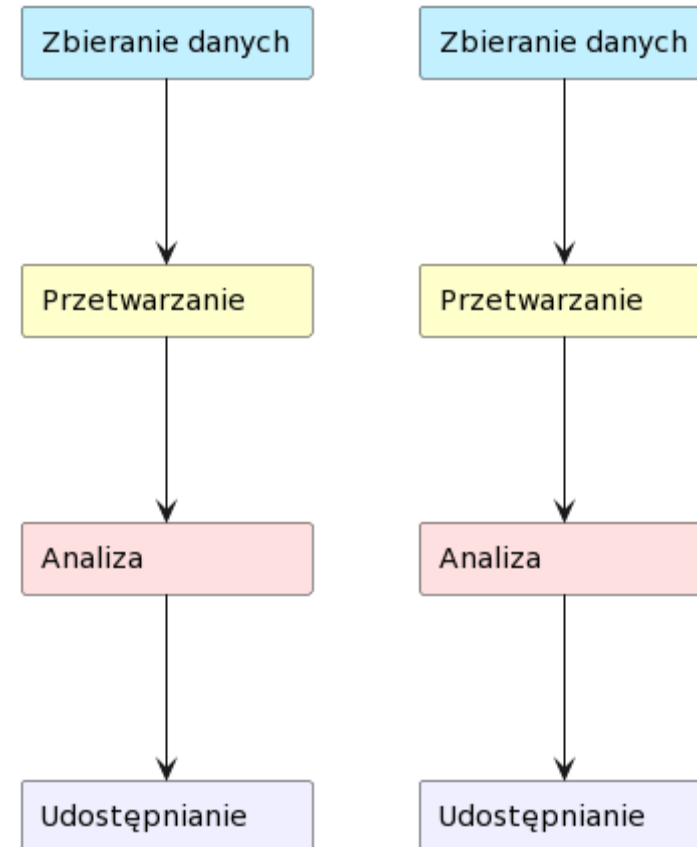 Zbieranie danych
Zbieranie danych
Przetwarzanie
Przetwarzanie
Analiza
Analiza
Udostępnianie
Udostępnianie